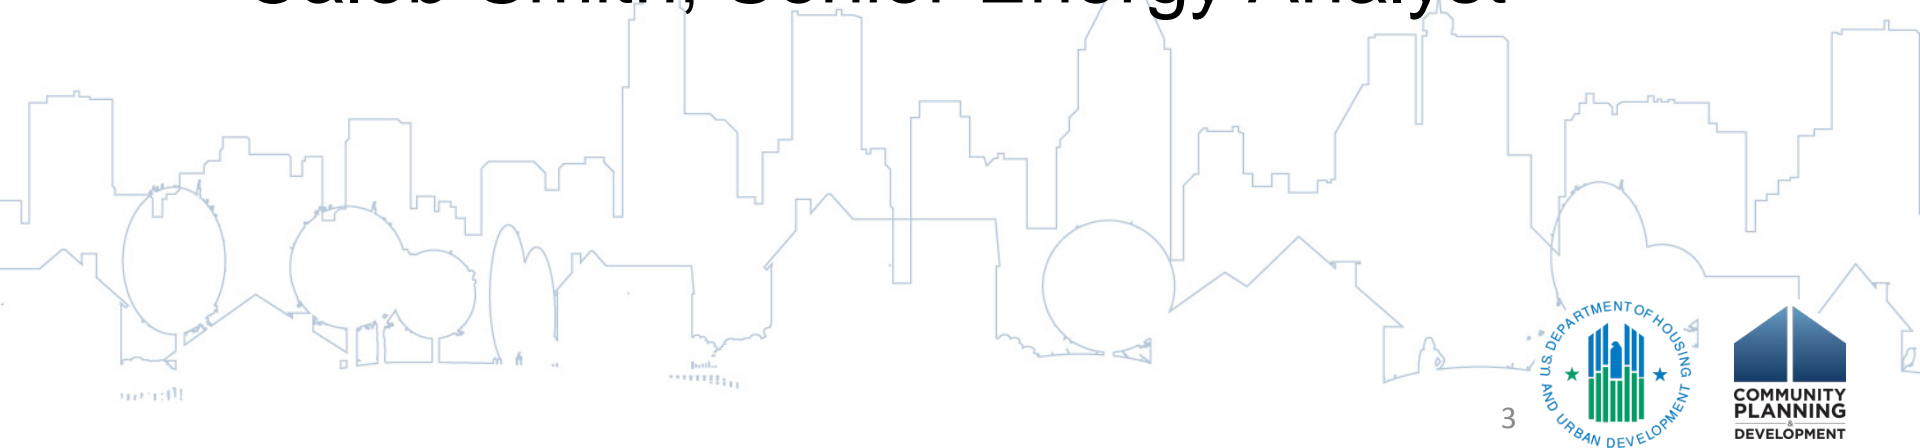 Caleb Smith, Senior Energy Analyst
3
U.S. DEPARTMENT OF HOUSING
AND URBAN DEVELOPMENT
COMMUNITY
PLANNING
&
DEVELOPMENT